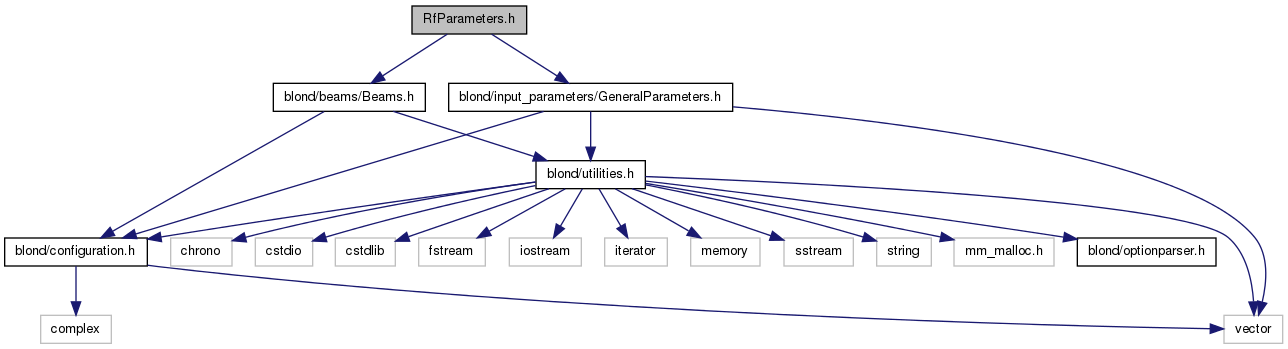 RfParameters.h
blond/beams/Beams.h
blond/input_parameters/GeneralParameters.h
blond/utilities.h
blond/configuration.h
chrono
cstdio
cstdlib
fstream
iostream
iterator
memory
sstream
string
mm_malloc.h
blond/optionparser.h
complex
vector